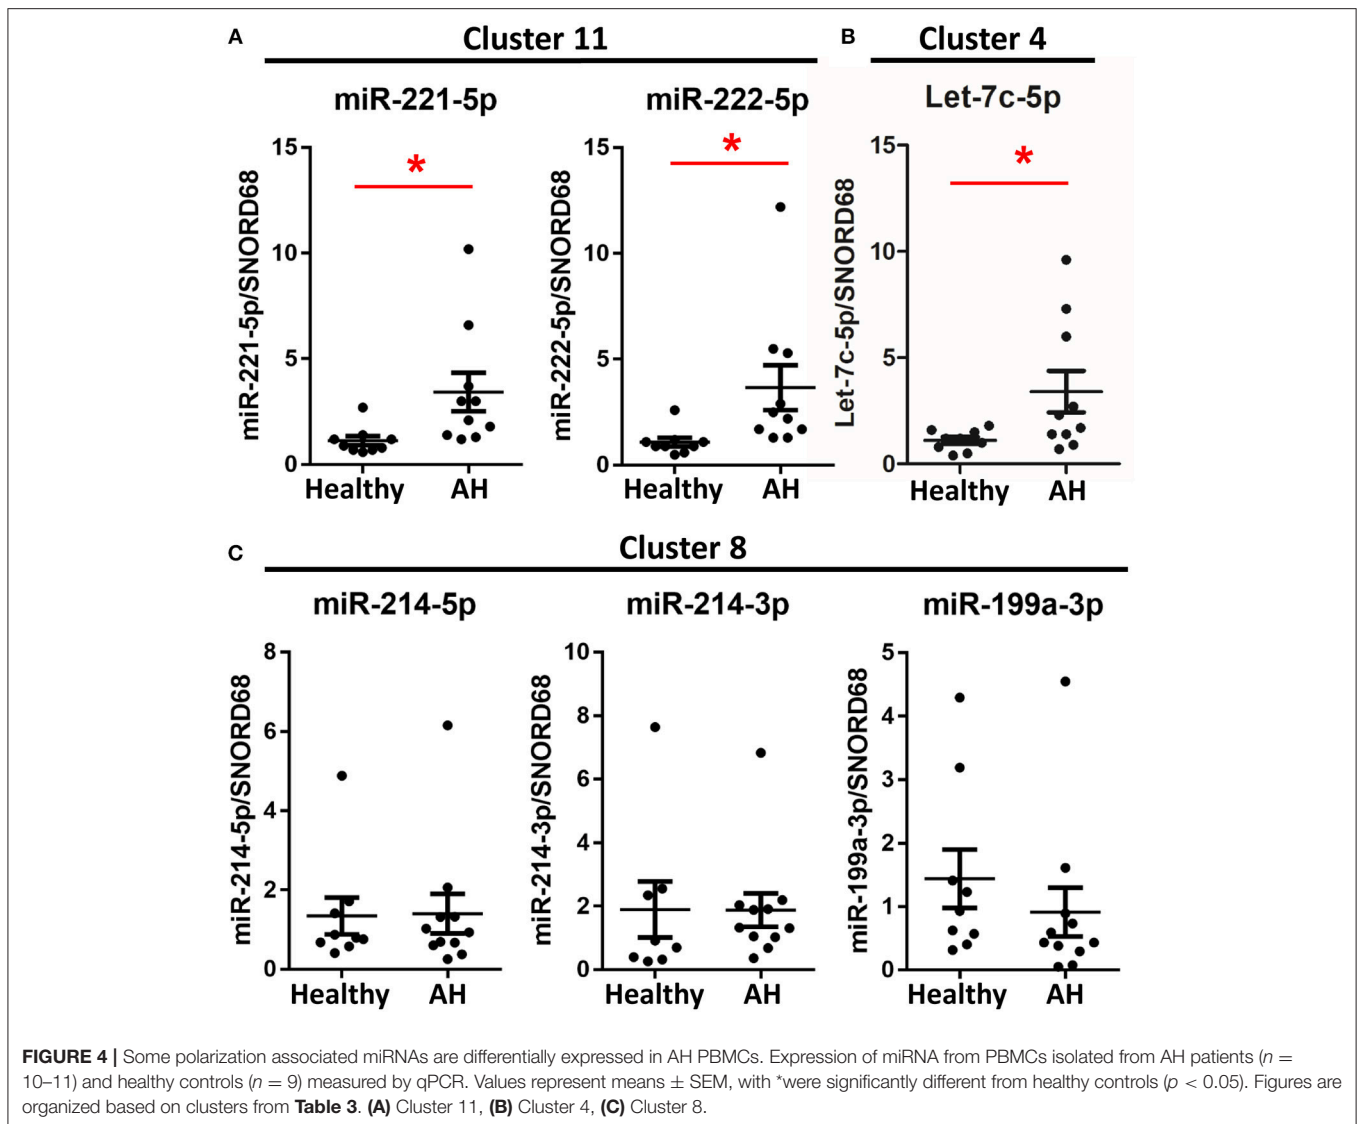 A
Cluster 11
B
Cluster 4
miR-221-5p
miR-222-5p
Let-7c-5p
miR-221-5p/SNORD68
15
10
5
0
*
Healthy
AH
miR-222-5p/SNORD68
15
10
5
0
*
Healthy
AH
Let-7c-5p/SNORD68
15
10
5
0
*
Healthy
AH
C
Cluster 8
miR-214-5p
miR-214-3p
miR-199a-3p
miR-214-5p/SNORD68
8
6
4
2
0
Healthy
AH
miR-214-3p/SNORD68
10
8
6
4
2
0
Healthy
AH
miR-199a-3p/SNORD68
5
4
3
2
1
0
Healthy
AH
FIGURE 4 | Some polarization associated miRNAs are differentially expressed in AH PBMCs. Expression of miRNA from PBMCs isolated from AH patients (n =
10–11) and healthy controls (n = 9) measured by qPCR. Values represent means ± SEM, with *were significantly different from healthy controls (p < 0.05). Figures are
organized based on clusters from Table 3. (A) Cluster 11, (B) Cluster 4, (C) Cluster 8.